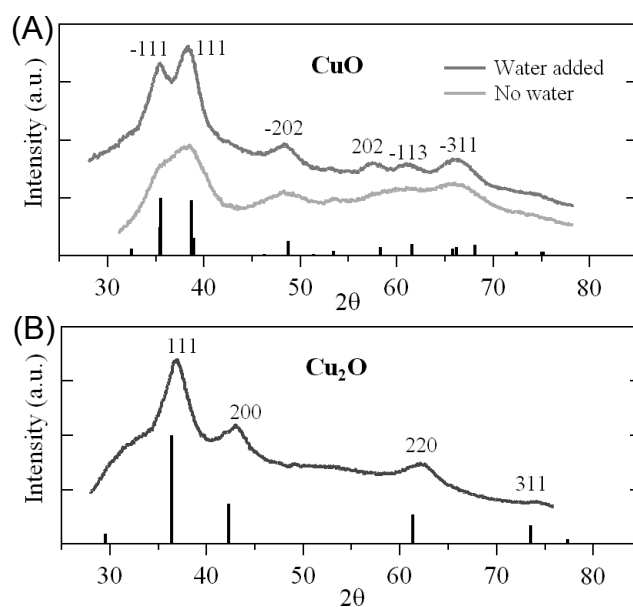 (A)
-111
111
CuO
Water added
No water
-202
202
-113
-311
Intensity (a.u.)
30
40
50
60
70
80
2θ
(B)
111
Cu₂O
200
220
311
Intensity (a.u.)
30
40
50
60
70
80
2θ